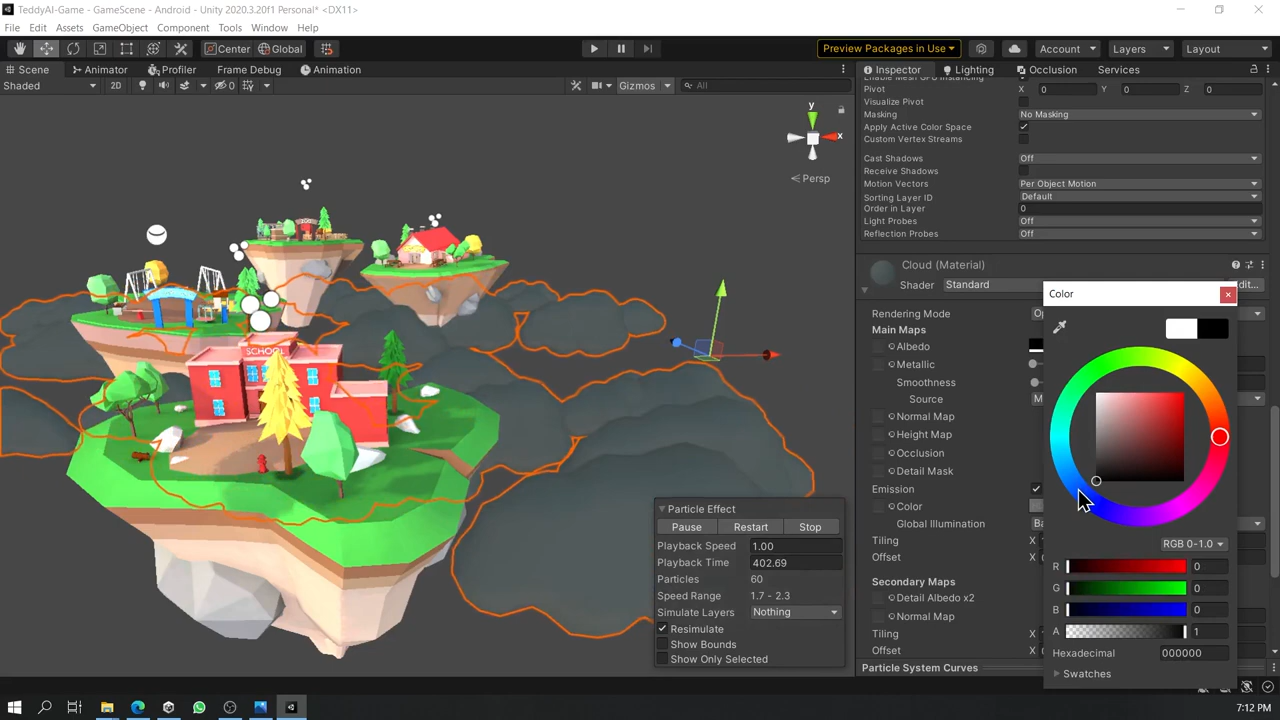 TeddyAI-Game - GameScene - Android - Unity 2020.3.20f1 Personal* <DX11>
File Edit Assets GameObject Component Tools Window Help
Center Global Preview Packages in Use Account Layers Layout
Scene Animator Profiler Frame Debug Animation Inspector Lighting Occlusion Services
Shaded 2D 0 Gizmos All
Pivot X 0 Y 0 Z 0
Visualize Pivot
Masking No Masking
Apply Active Color Space
Custom Vertex Streams
Cast Shadows Off
Receive Shadows
Motion Vectors Per Object Motion
Sorting Layer ID Default
Order in Layer 0
Light Probes Off
Reflection Probes Off
y
x
Persp
Cloud (Material)
Shader Standard
Rendering Mode
Main Maps
Albedo
Metallic
Smoothness
Source
Normal Map
Height Map
Occlusion
Detail Mask
Emission
Color
Global Illumination
Tiling X
Offset X
Secondary Maps
Detail Albedo x2
Normal Map
Tiling X
Offset X
Particle System Curves
Color
RGB 0-1.0
R 0
G 0
B 0
A 1
Hexadecimal 000000
Swatches
SCHOOL
Particle Effect
Pause Restart Stop
Playback Speed 1.00
Playback Time 402.69
Particles 60
Speed Range 1.7 - 2.3
Simulate Layers Nothing
Resimulate
Show Bounds
Show Only Selected
7:12 PM